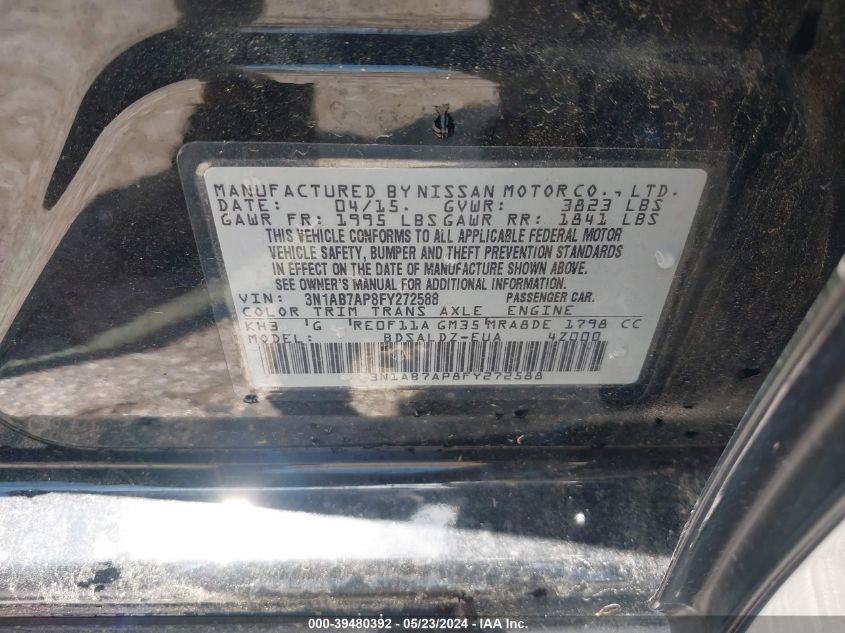 MANUFACTURED BY NISSAN MOTOR CO., LTD.
DATE: 04/15. GVWR: 3823 LBS
GAWR FR: 1995 LBS GAWR RR: 1841 LBS
THIS VEHICLE CONFORMS TO ALL APPLICABLE FEDERAL MOTOR
VEHICLE SAFETY, BUMPER AND THEFT PREVENTION STANDARDS
IN EFFECT ON THE DATE OF MANUFACTURE SHOWN ABOVE.
SEE OWNER'S MANUAL FOR ADDITIONAL INFORMATION.
VIN: 3N1AB7AP8FY272588 PASSENGER CAR.
COLOR TRIM TRANS AXLE ENGINE
KH3 'G 'RE0F11A GM35'MRA8DE 1798 CC
MODEL: BDSALDZ-EUA 4Z000
3N1AB7AP8FY272588
000-39480392 - 05/23/2024 - IAA Inc.